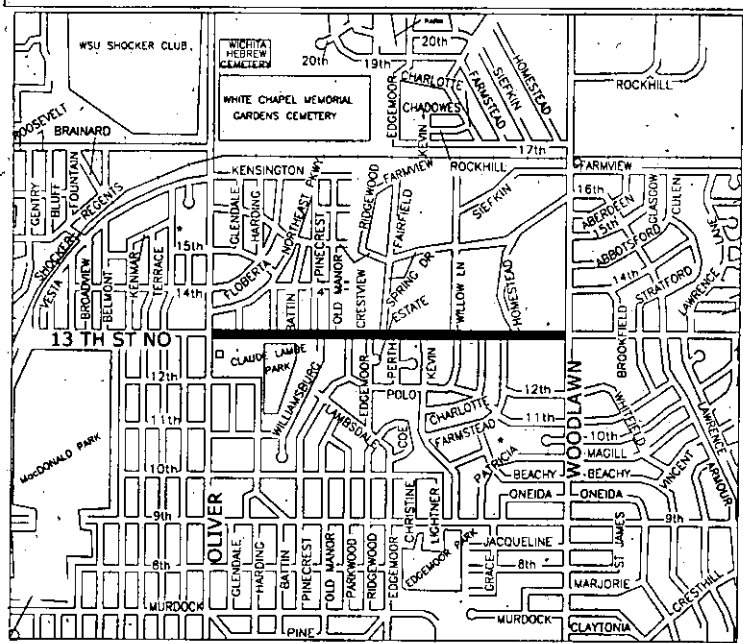 20th
WSU SHOCKER CLUB.
WICHITA
HEBREW
CEMETERY
20th
19th
CHARLOTTE
HOMESTEAD
SIEFKIN
FARMSTEAD
ROCKHILL
WHITE CHAPEL MEMORIAL
GARDENS CEMETERY
EDGEMOOR
CHADOWES
KEVIN
ROOSEVELT
BRAINARD
17th
KENSINGTON
ROCKHILL
FARMVIEW
FARMVIEW
GENTRY
BLUFF
FOUNTAIN
REGENTS
SHOCKER
GLENDALE
HARDING
NORTHEAST PKWY
PINECREST
RIDGEWOOD
FAIRFIELD
SIEFKIN
16th
ABERDEEN
15th
GLASGOW
CULEN
LANE
ABBOTSFORD
15th
VESTA
BROADVIEW
BELMONT
KENMAR
TERRACE
14th
FLOBERTA
BATTIN
14
OLD MANOR
CRESTVIEW
SPRING DR
ESTATE
WILLOW LN
HOMESTEAD
14th
STRATFORD
LAWRENCE
BROOKFIELD
13 TH ST NO
CLAUDE LAMBE
PARK
WILLIAMSBURG
EDGEMOOR
PERTH
KEVIN
12th
POLO
12th
WOODLAWN
WHITFIELD
11th
LAMBSDALE
COE
CHARLOTTE
11th
FARMSTEAD
10th
LAWRENCE
MacDONALD PARK
10th
PATRICIA
MAGILL
BEACHY
BEACHY
VINCENT
ARMOUR
OLIVER
CHRISTINE
LIGHTNER
ONEIDA
ONEIDA
9th
9th
GLENDALE
HARDING
BATTIN
PINECREST
OLD MANOR
PARKWOOD
RIDGEWOOD
EDGEMOOR
EDGEMOOR PARK
JACQUELINE
ST JAMES
8th
8th
GRACE
MARJORIE
CRESTHILL
MURDOCK
MURDOCK
PINE
CLAYTONIA